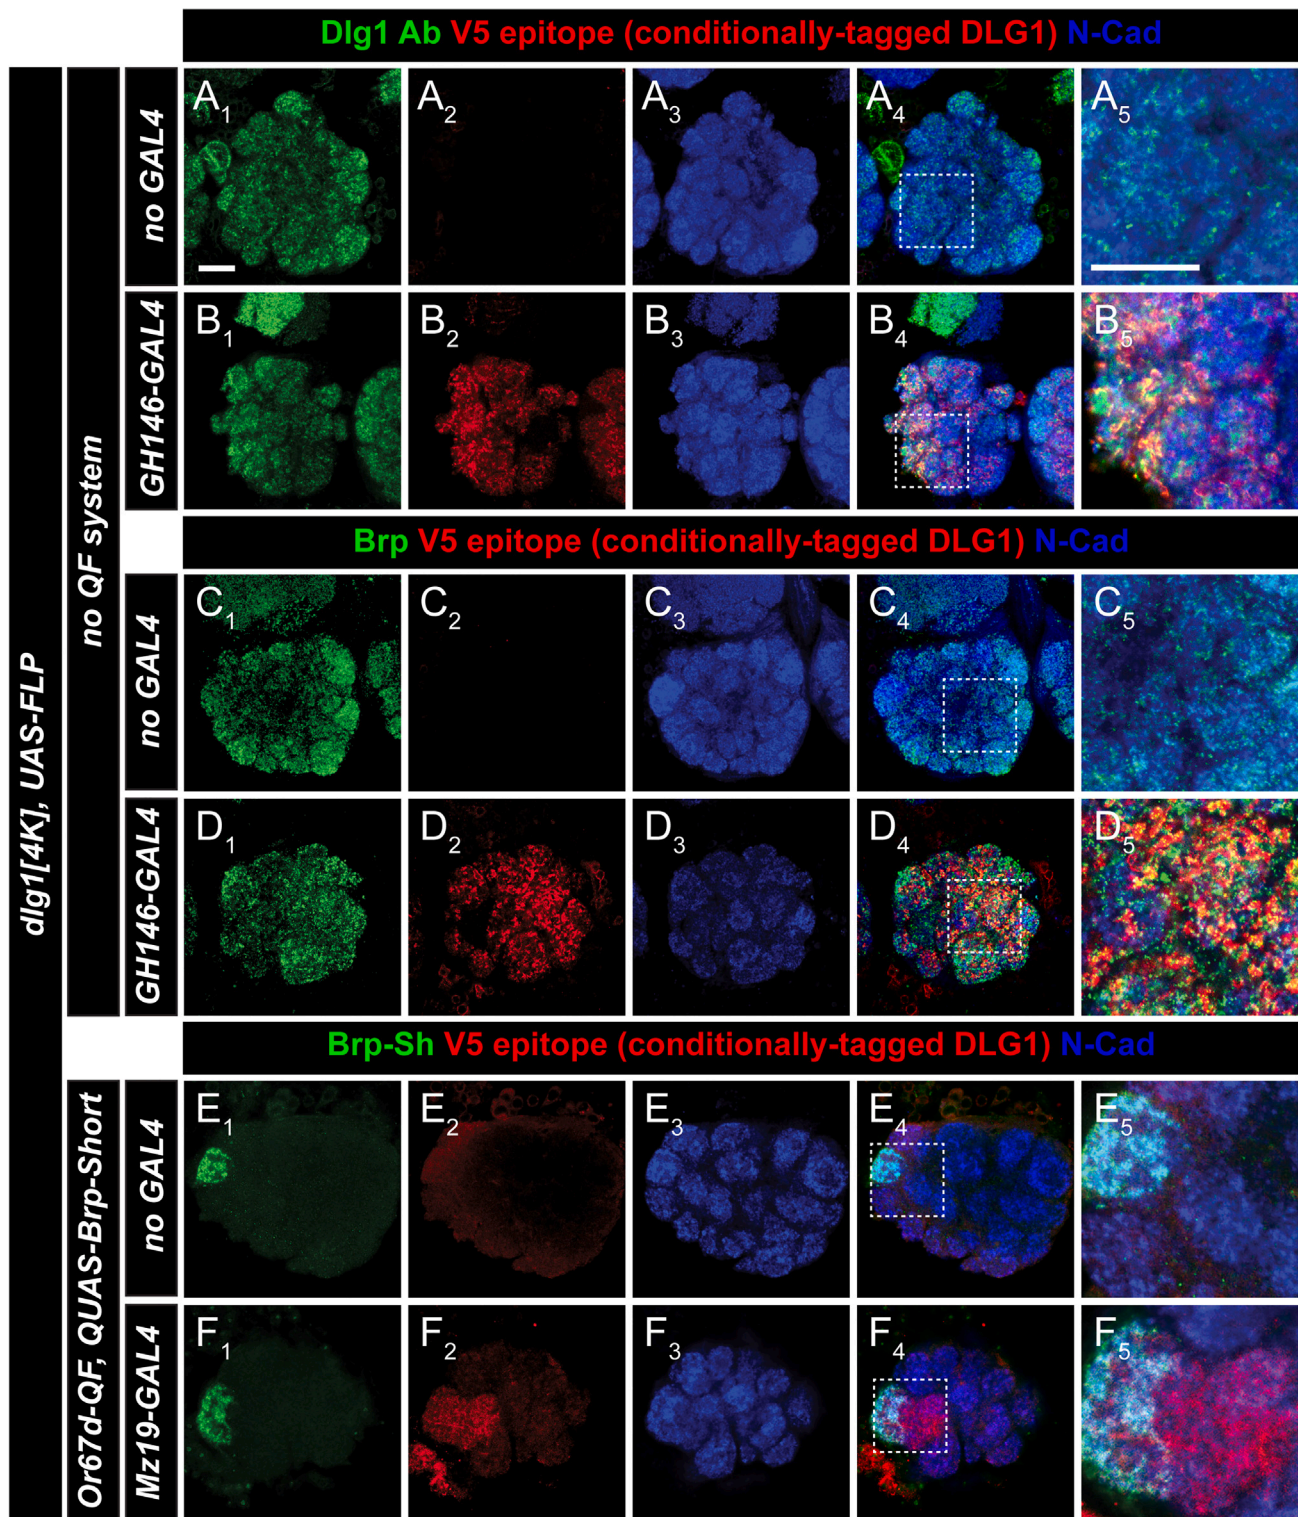 Dlg1 Ab V5 epitope (conditionally-tagged DLG1) N-Cad
dlg1[4K], UAS-FLP
no QF system
no GAL4
A1 A2 A3 A4 A5
GH146-GAL4
B1 B2 B3 B4 B5
Brp V5 epitope (conditionally-tagged DLG1) N-Cad
no GAL4
C1 C2 C3 C4 C5
GH146-GAL4
D1 D2 D3 D4 D5
Brp-Sh V5 epitope (conditionally-tagged DLG1) N-Cad
Or67d-QF, QUAS-Brp-Short
no GAL4
E1 E2 E3 E4 E5
Mz19-GAL4
F1 F2 F3 F4 F5